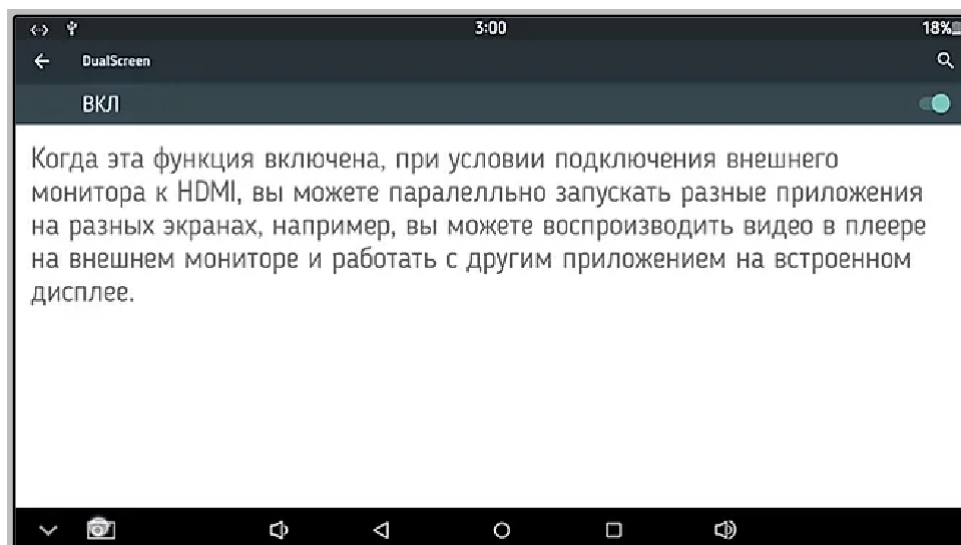 3:00
18%
DualScreen
ВКЛ
Когда эта функция включена, при условии подключения внешнего
монитора к HDMI, вы можете паралелльно запускать разные приложения
на разных экранах, например, вы можете воспроизводить видео в плеере
на внешнем мониторе и работать с другим приложением на встроенном
дисплее.